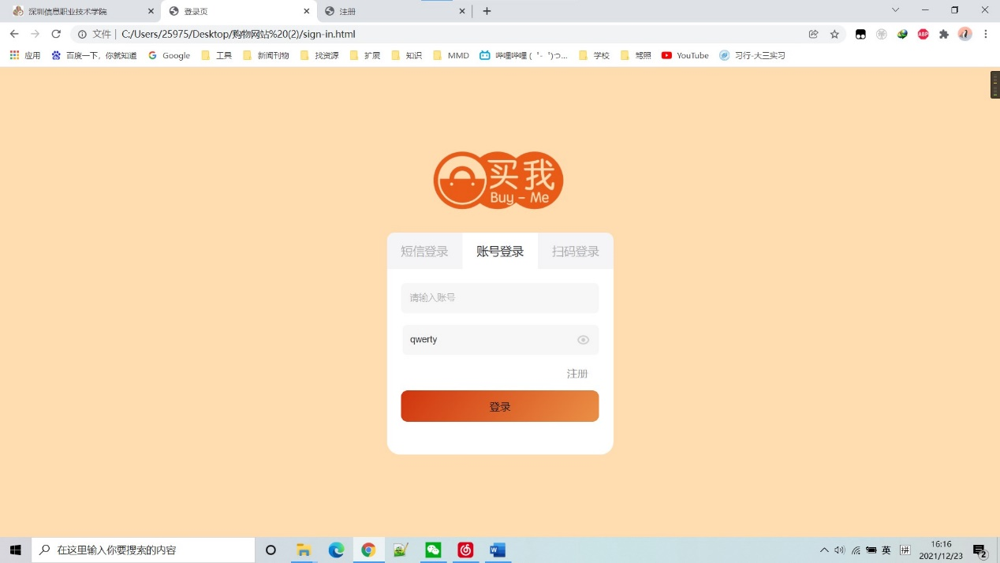 深圳信息职业技术学院
登录页
注册
文件 | C:/Users/25975/Desktop/购物网站%20(2)/sign-in.html
ABP
应用 百度一下，你就知道 Google 工具 新闻刊物 找资源 扩展 知识 MMD 哔哩哔哩 (゜-゜)つ... 学校 驾照 YouTube 习行-大三实习
买我
Buy - Me
短信登录 账号登录 扫码登录
请输入账号
qwerty
注册
登录
在这里输入你要搜索的内容
英 拼
16:16
2021/12/23
2